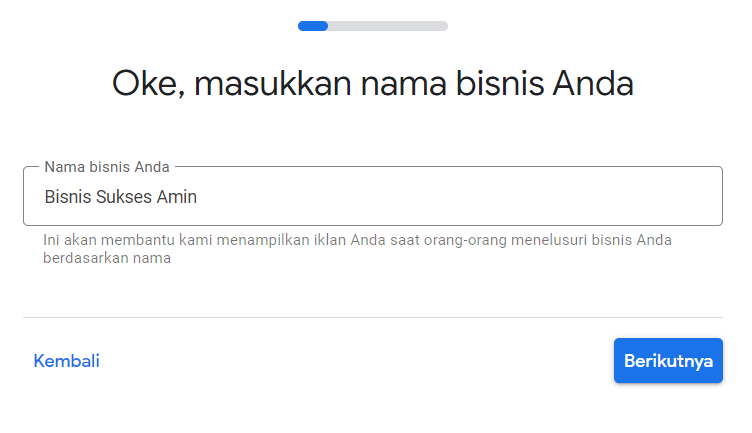 Oke, masukkan nama bisnis Anda
Nama bisnis Anda
Bisnis Sukses Amin
Ini akan membantu kami menampilkan iklan Anda saat orang-orang menelusuri bisnis Anda
berdasarkan nama
Kembali
Berikutnya